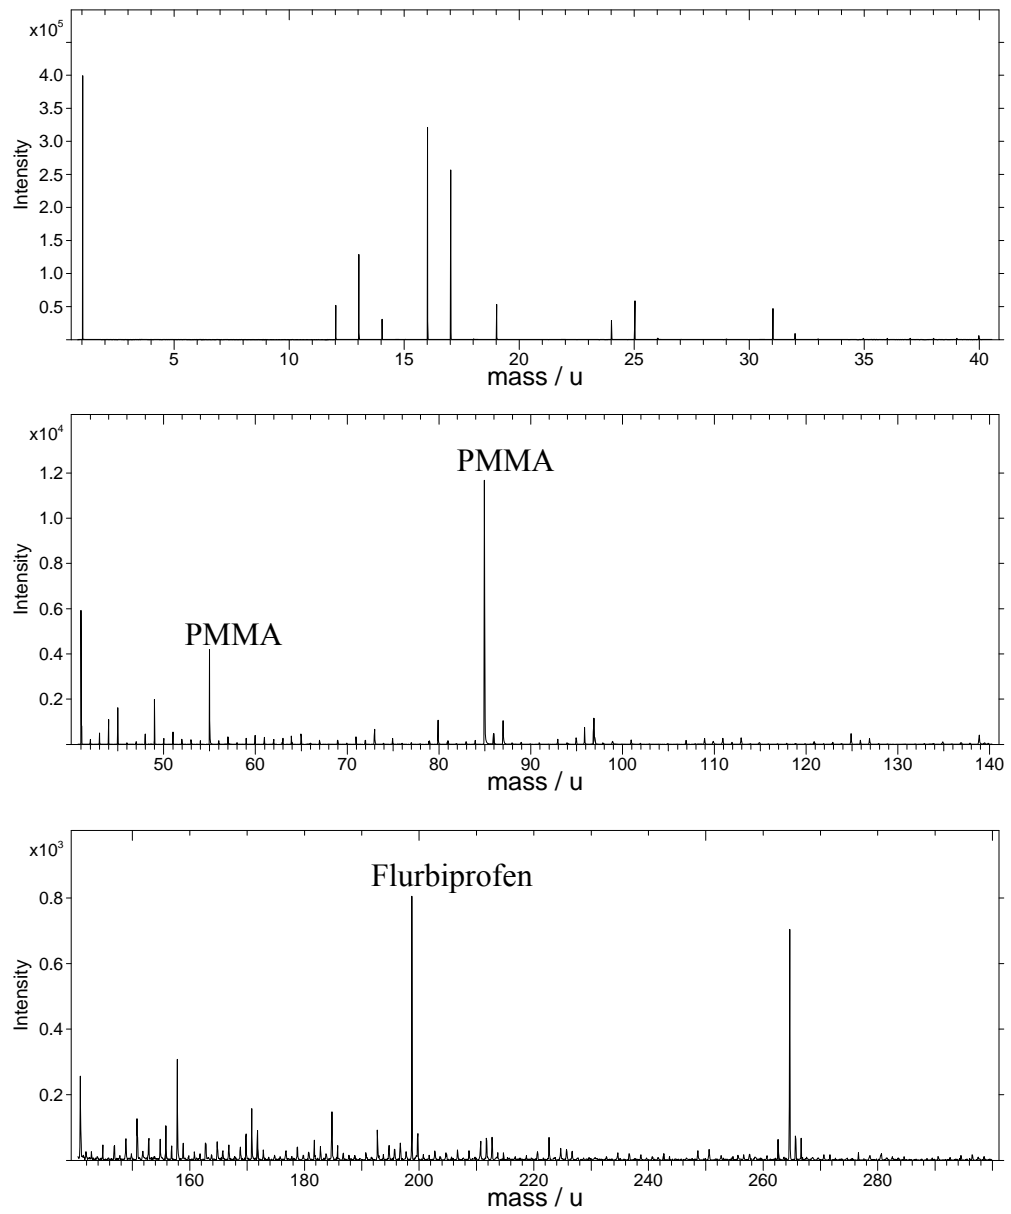 x10⁵
4.0
3.5
3.0
2.5
2.0
1.5
1.0
0.5
Intensity
5 10 15 20 25 30 35 40
mass / u
x10⁴
PMMA
1.2
1.0
0.8
0.6
PMMA
0.4
0.2
Intensity
50 60 70 80 90 100 110 120 130 140
mass / u
x10³
Flurbiprofen
0.8
0.6
0.4
0.2
Intensity
160 180 200 220 240 260 280
mass / u